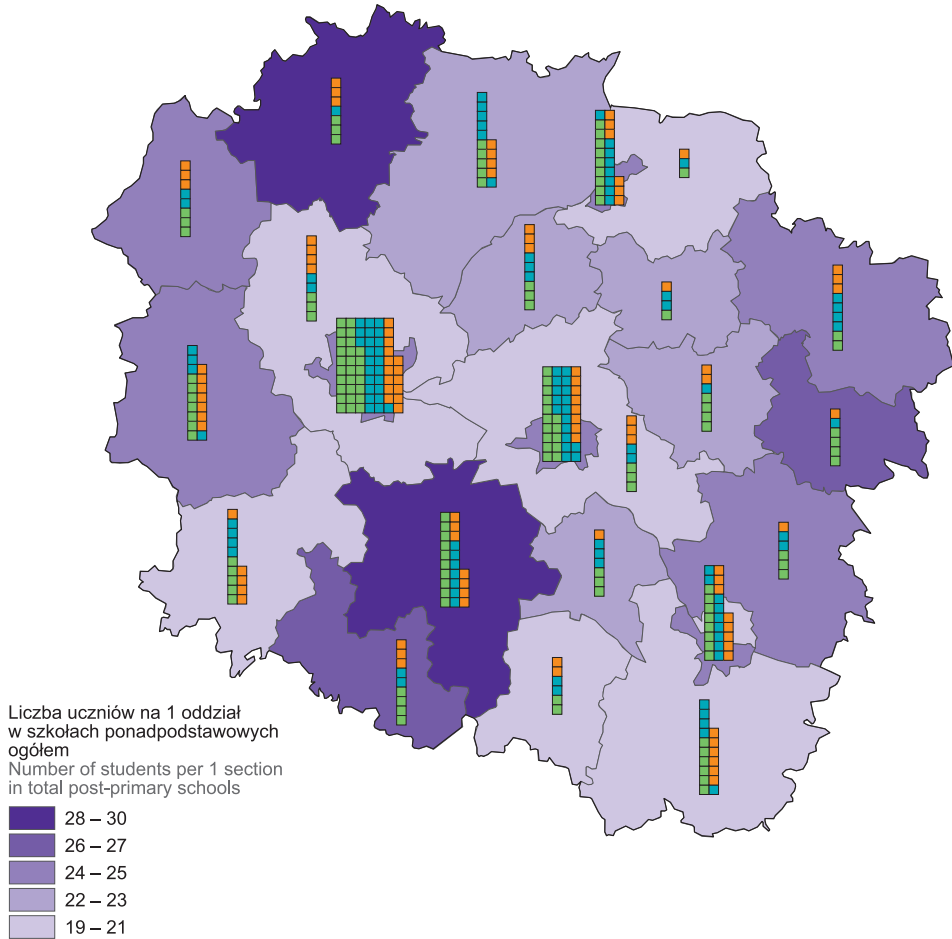 Liczba uczniów na 1 oddział
w szkołach ponadpodstawowych
ogółem
Number of students per 1 section
in total post-primary schools
28 – 30
26 – 27
24 – 25
22 – 23
19 – 21